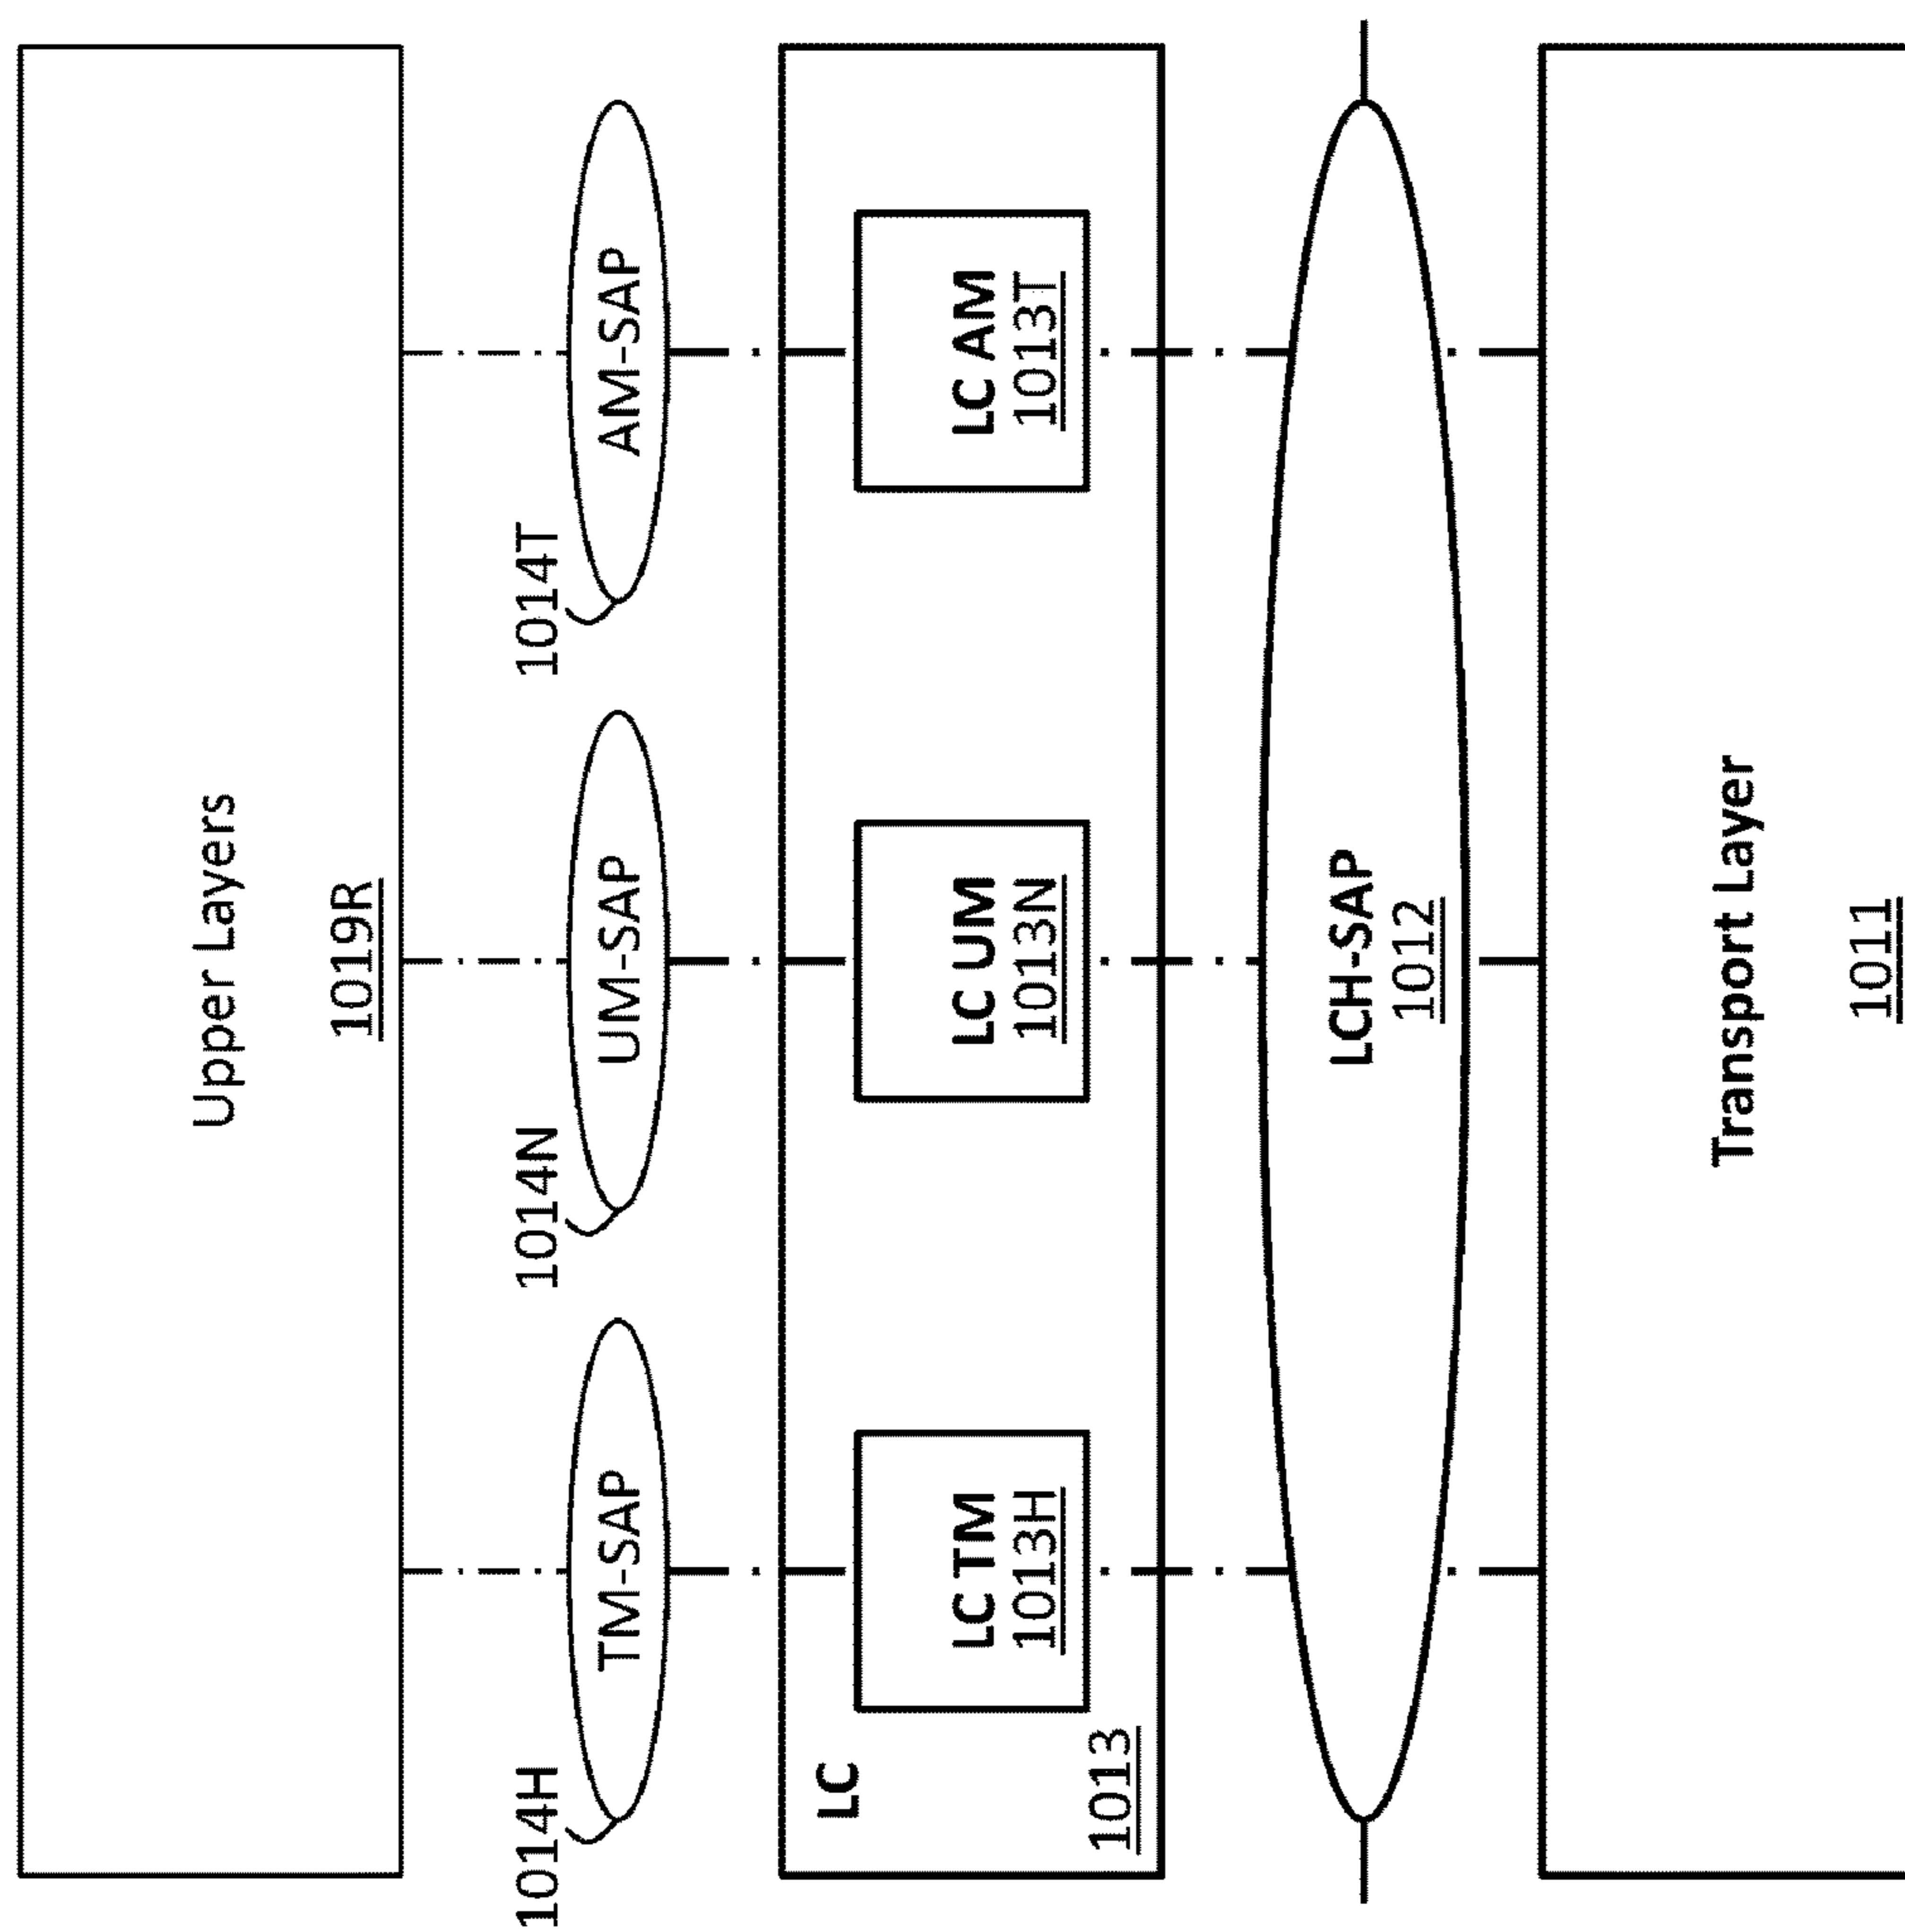 Upper Layers
1019R
1014H
TM-SAP
1014N
UM-SAP
1014T
AM-SAP
LC
LC TM
1013H
LC UM
1013N
LC AM
1013T
1013
LCH-SAP
1012
Transport Layer
1011